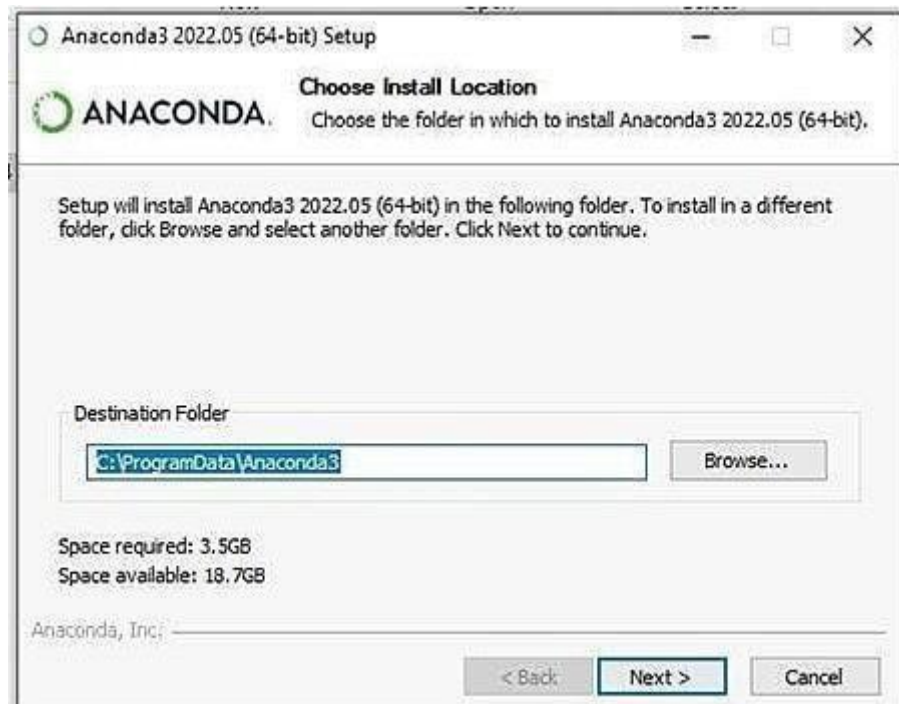 Anaconda3 2022.05 (64-bit) Setup
ANACONDA.
Choose Install Location
Choose the folder in which to install Anaconda3 2022.05 (64-bit).
Setup will install Anaconda3 2022.05 (64-bit) in the following folder. To install in a different
folder, click Browse and select another folder. Click Next to continue.
Destination Folder
C:\ProgramData\Anaconda3
Browse...
Space required: 3.5GB
Space available: 18.7GB
Anaconda, Inc.
< Back
Next >
Cancel